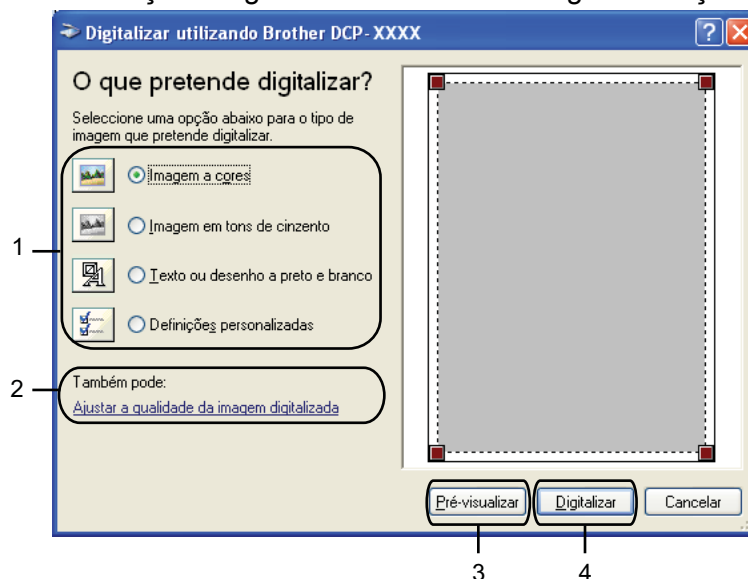 Digitalizar utilizando Brother DCP-XXXX
O que pretende digitalizar?
Seleccione uma opção abaixo para o tipo de
imagem que pretende digitalizar.
Imagem a cores
1
Imagem em tons de cinzento
Texto ou desenho a preto e branco
Definições personalizadas
2
Também pode:
Ajustar a qualidade da imagem digitalizada
Pré-visualizar
Digitalizar
Cancelar
3
4